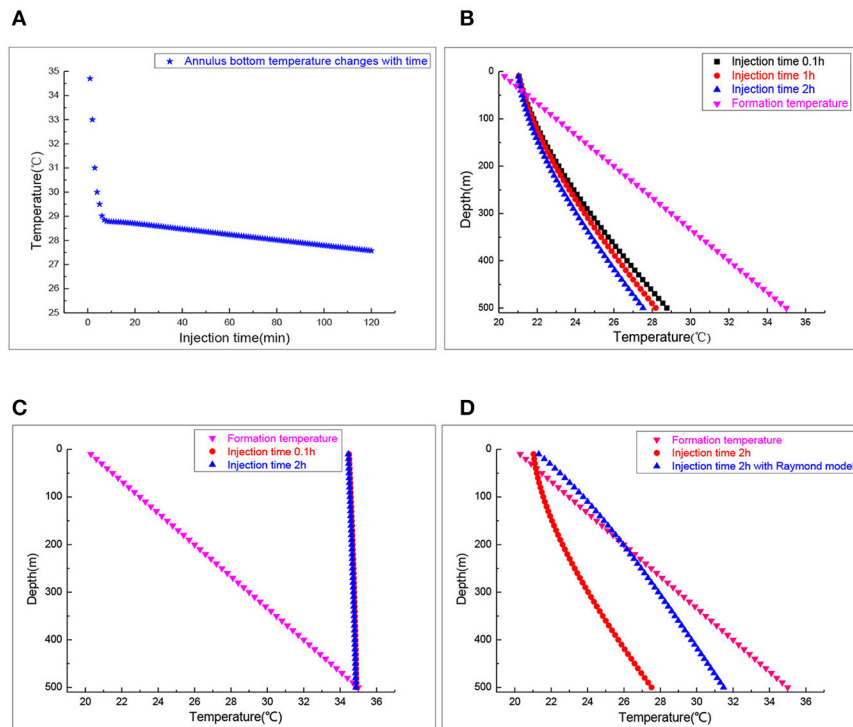 A
Annulus bottom temperature changes with time
35
34
33
32
31
30
29
28
27
26
25
Temperature(℃)
0 20 40 60 80 100 120
Injection time(min)
B
Injection time 0.1h
Injection time 1h
Injection time 2h
Formation temperature
0
100
200
300
400
500
Depth(m)
20 22 24 26 28 30 32 34 36
Temperature(℃)
C
Formation temperature
Injection time 0.1h
Injection time 2h
0
100
200
300
400
500
Depth(m)
20 22 24 26 28 30 32 34 36
Temperature(℃)
D
Formation temperature
Injection time 2h
Injection time 2h with Raymond model
0
100
200
300
400
500
Depth(m)
20 22 24 26 28 30 32 34 36
Temperature(℃)